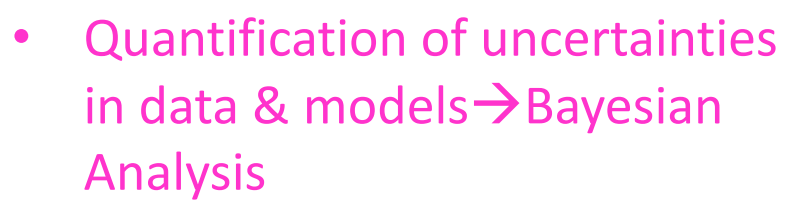 • Quantification of uncertainties
in data & models→Bayesian
Analysis